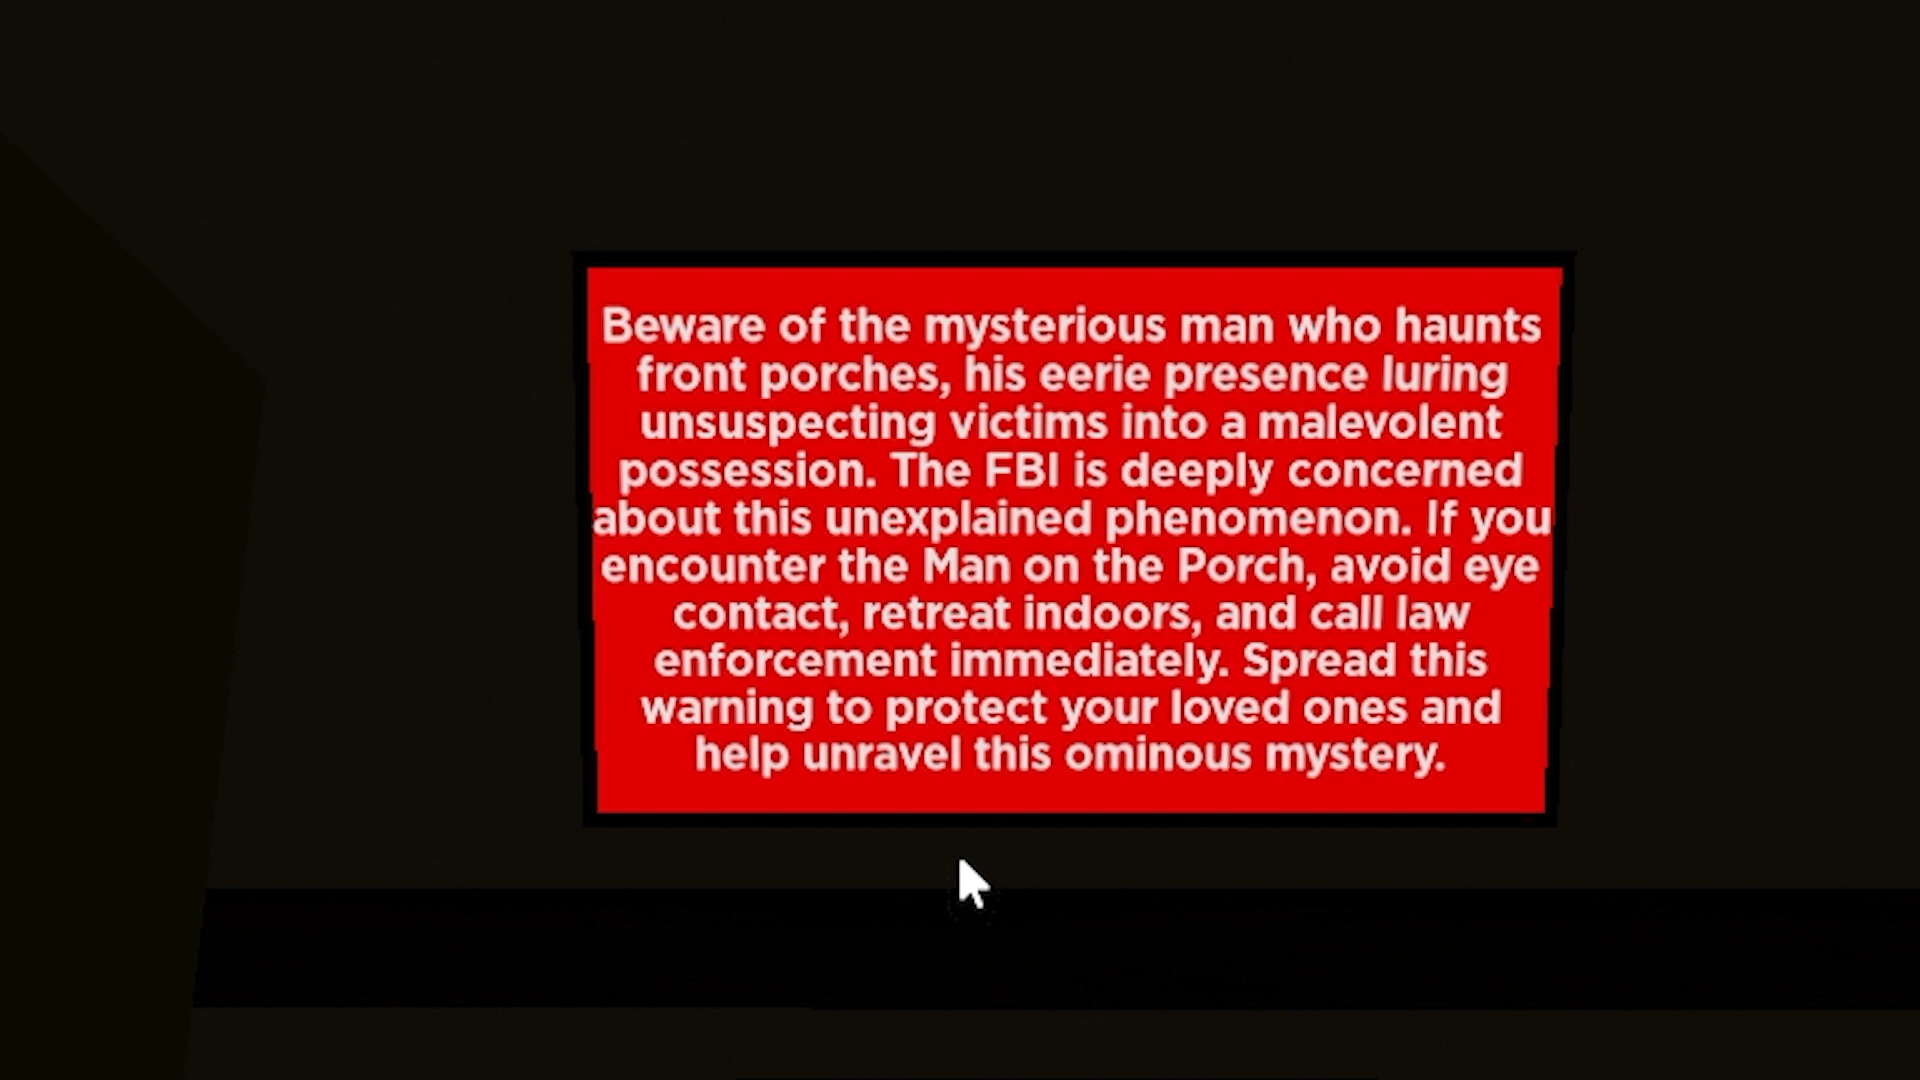 Beware of the mysterious man who haunts
front porches, his eerie presence luring
unsuspecting victims into a malevolent
possession. The FBI is deeply concerned
about this unexplained phenomenon. If you
encounter the Man on the Porch, avoid eye
contact, retreat indoors, and call law
enforcement immediately. Spread this
warning to protect your loved ones and
help unravel this ominous mystery.